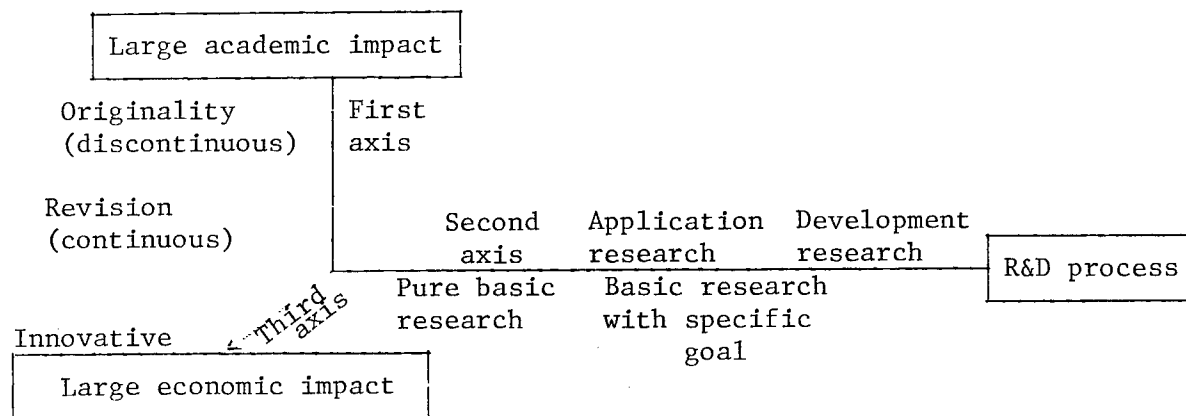 Large academic impact
Originality
(discontinuous)
First
axis
Revision
(continuous)
Second
axis
Application
research
Development
research
R&D process
Pure basic
research
Basic research
with specific
goal
Third
axis
Innovative
Large economic impact